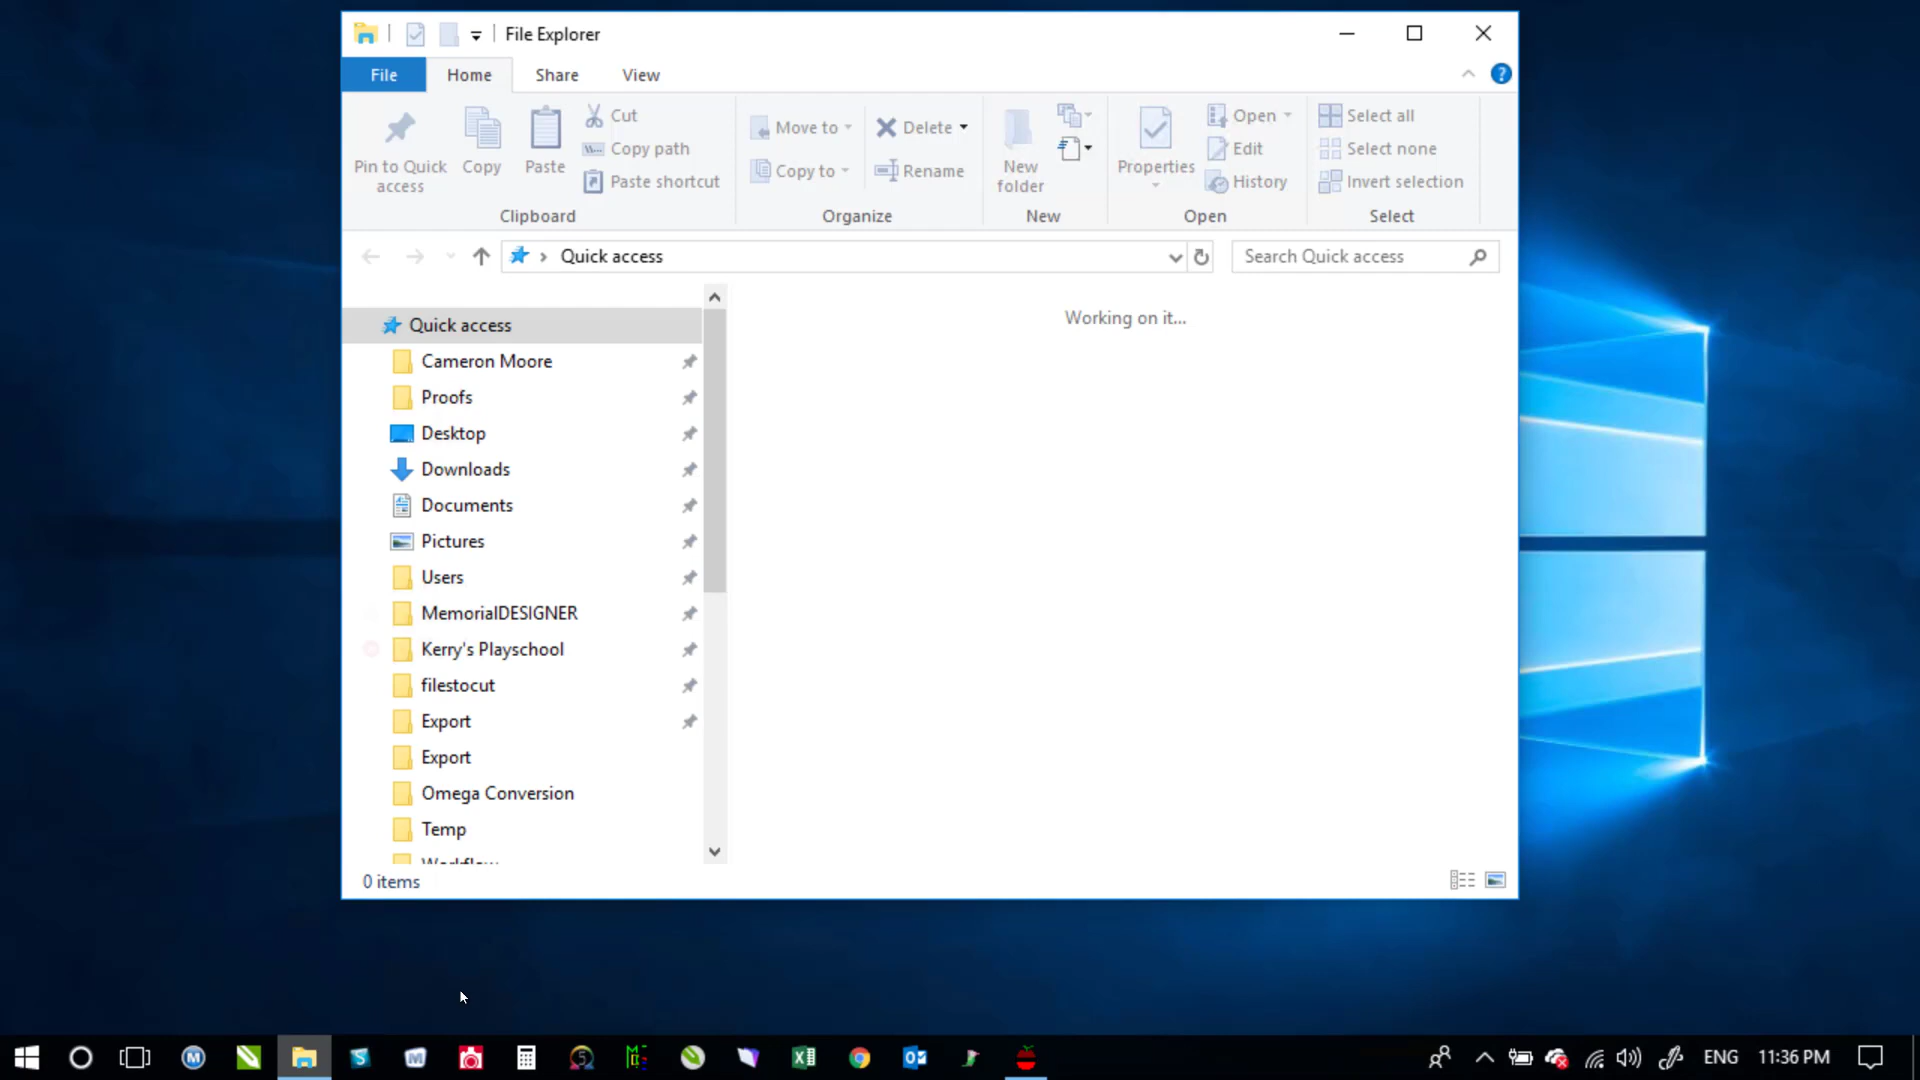 File Explorer
File Home Share View
Pin to Quick access
Copy
Paste
Cut
Copy path
Paste shortcut
Clipboard
Move to
Copy to
Delete
Rename
Organize
New folder
New
Properties
Open
Edit
History
Open
Select all
Select none
Invert selection
Select
Quick access
Search Quick access
Quick access
Cameron Moore
Proofs
Desktop
Downloads
Documents
Pictures
Users
MemorialDESIGNER
Kerry's Playschool
filestocut
Export
Export
Omega Conversion
Temp
Workflow
Working on it...
0 items
ENG 11:36 PM